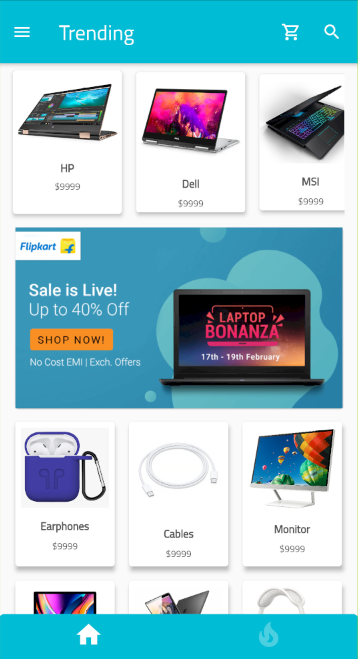 Trending
HP
$9999
Dell
$9999
MSI
$9999
Flipkart
Sale is Live!
Up to 40% Off
SHOP NOW!
No Cost EMI | Exch. Offers
LAPTOP
BONANZA
17th - 19th February
Earphones
$9999
Cables
$9999
Monitor
$9999